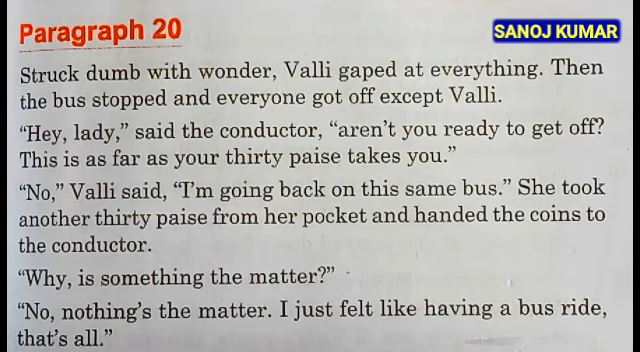 Paragraph 20
SANOJ KUMAR
Struck dumb with wonder, Valli gaped at everything. Then
the bus stopped and everyone got off except Valli.
“Hey, lady,” said the conductor, “aren’t you ready to get off?
This is as far as your thirty paise takes you.”
“No,” Valli said, “I’m going back on this same bus.” She took
another thirty paise from her pocket and handed the coins to
the conductor.
“Why, is something the matter?”
“No, nothing’s the matter. I just felt like having a bus ride,
that’s all.”